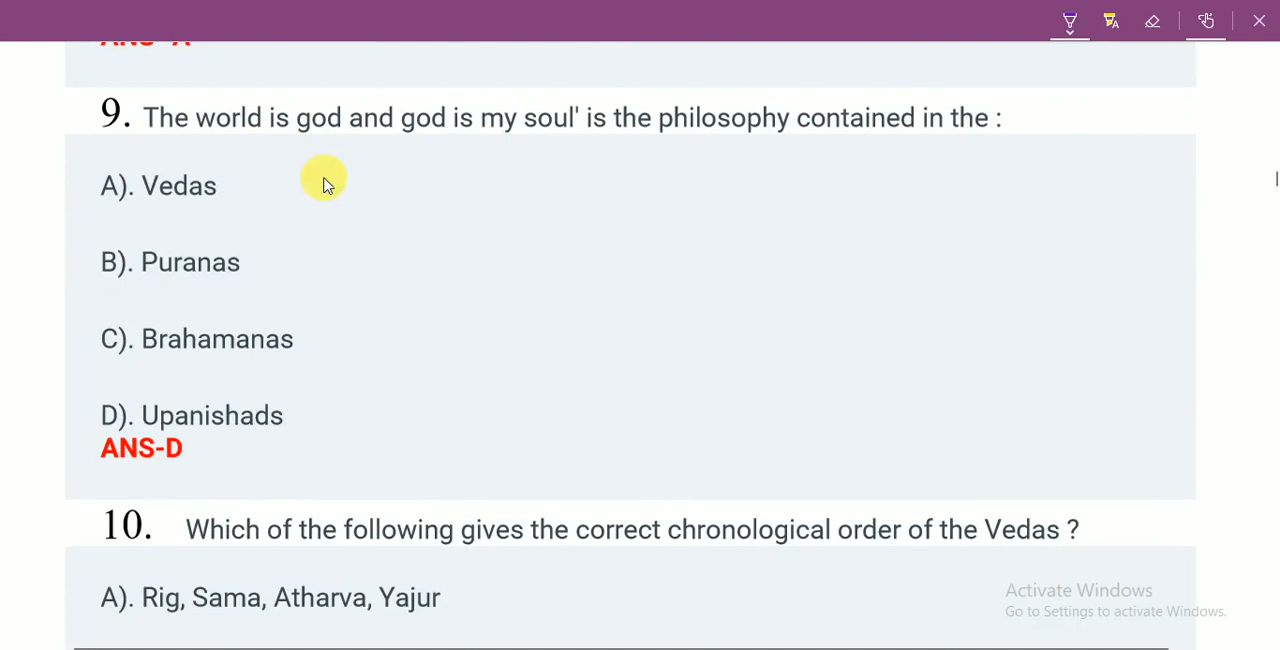 ANS-A
9. The world is god and god is my soul' is the philosophy contained in the :
A). Vedas
B). Puranas
C). Brahamanas
D). Upanishads
ANS-D
10. Which of the following gives the correct chronological order of the Vedas ?
A). Rig, Sama, Atharva, Yajur
Activate Windows
Go to Settings to activate Windows.